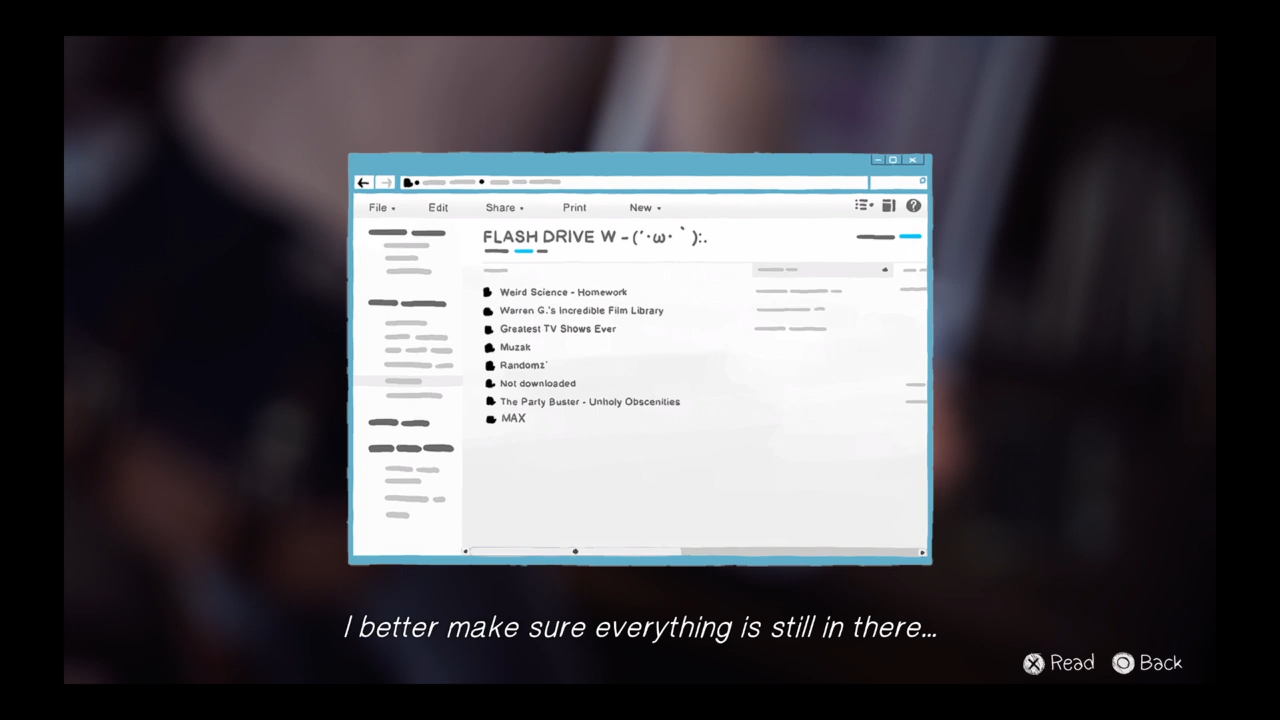 File Edit Share Print New
FLASH DRIVE W - (´･ω･｀):.
Weird Science - Homework
Warren G.'s Incredible Film Library
Greatest TV Shows Ever
Muzak
Randomz'
Not downloaded
The Party Buster - Unholy Obscenities
MAX
I better make sure everything is still in there...
Read Back